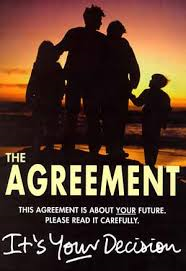 THE
AGREEMENT
THIS AGREEMENT IS ABOUT YOUR FUTURE.
PLEASE READ IT CAREFULLY.
It's Your Decision